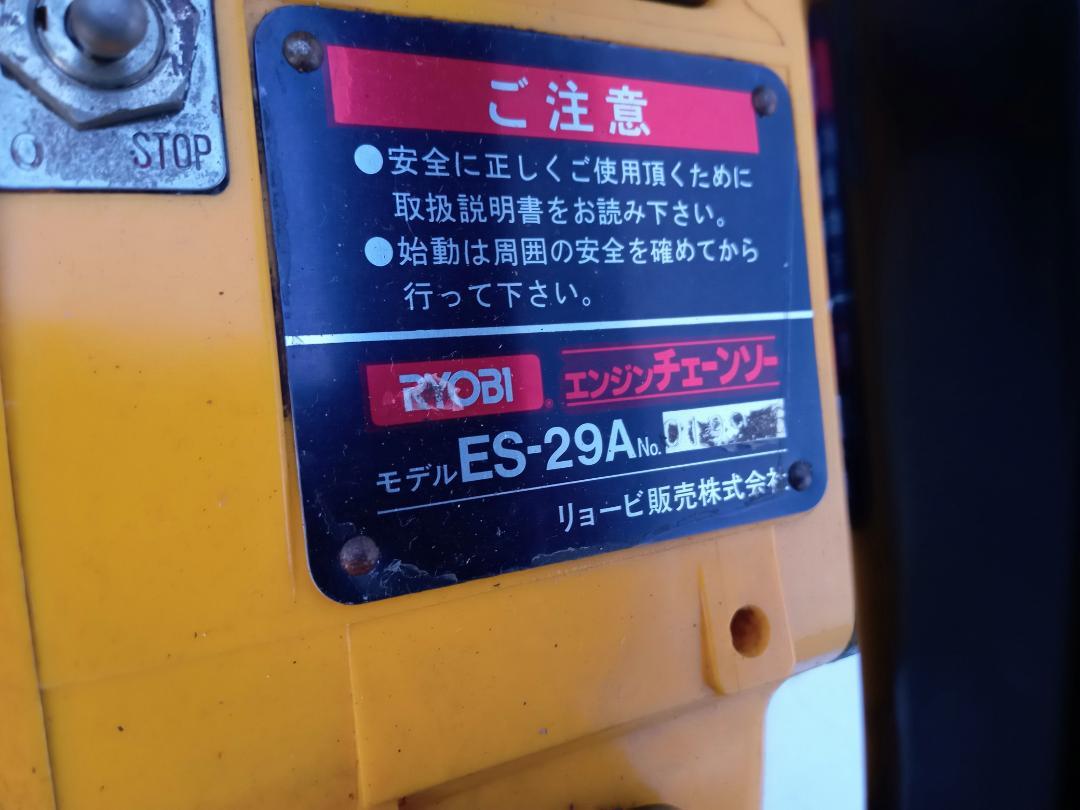 STOP
ご注意
●安全に正しくご使用頂くために
取扱説明書をお読み下さい。
●始動は周囲の安全を確めてから
行って下さい。
RYOBI® エンジンチェーンソー
モデル ES-29A No.
リョービ販売株式会社